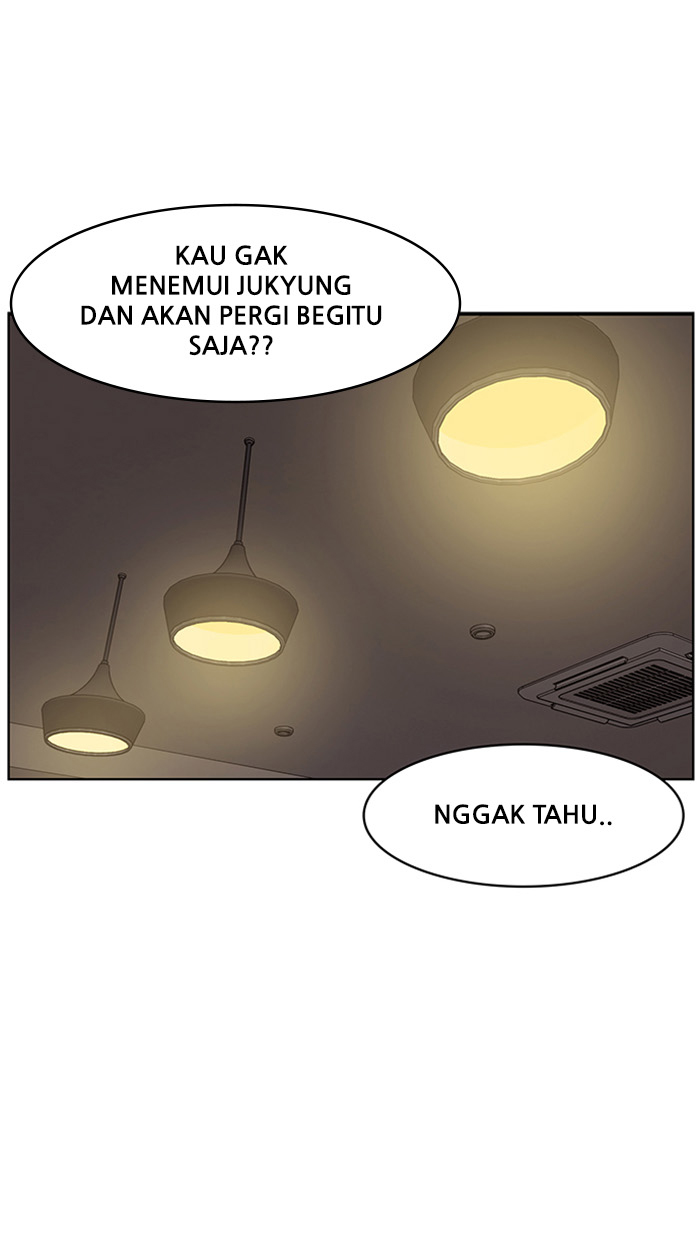 KAU GAK
MENEMUI JUKYUNG
DAN AKAN PERGI BEGITU
SAJA??
NGGAK TAHU..